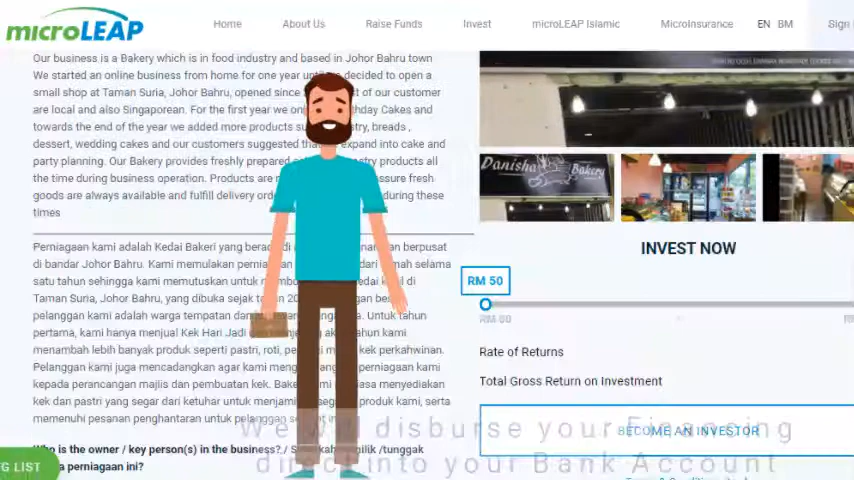 microLEAP
Home About Us Raise Funds Invest microLEAP Islamic MicroInsurance EN BM Sign
Our business is a Bakery which is in food industry and based in Johor Bahru town
We started an online business from home for one year decided to open a
small shop at Taman Suria, Johor Bahru, opened since of our customer
are local and also Singaporean. For the first year we Cakes and
towards the end of the year we added more products breads ,
dessert, wedding cakes and our customers suggested expand into cake and
party planning. Our Bakery provides freshly prepared products all
the time during business operation. Products are assure fresh
goods are always available and fulfill delivery during these
times
Danisha Bakery
INVEST NOW
RM 50
Rate of Returns
Total Gross Return on Investment
BECOME AN INVESTOR
Perniagaan kami adalah Kedai Bakeri yang berpusat
di bandar Johor Bahru. Kami memulakan dari selama
satu tahun sehingga kami memutuskan untuk di
Taman Suria, Johor Bahru, yang dibuka sejak
pelanggan kami adalah warga tempatan Untuk tahun
pertama, kami hanya menjual Kek Hari Jadi tahun kami
menambah lebih banyak produk seperti pastri, roti, kek perkahwinan.
Pelanggan kami juga mencadangkan agar kami perniagaan kami
kepada perancangan majlis dan pembuatan kek. menyediakan
kek dan pastri yang segar dari ketuhar untuk produk kami, serta
memenuhi pesanan penghantaran untuk pelanggan
We will disburse your Financing
direct into your Bank Account
Who is the owner / key person(s) in the business? / /tunggak
perniagaan ini?
G LIST